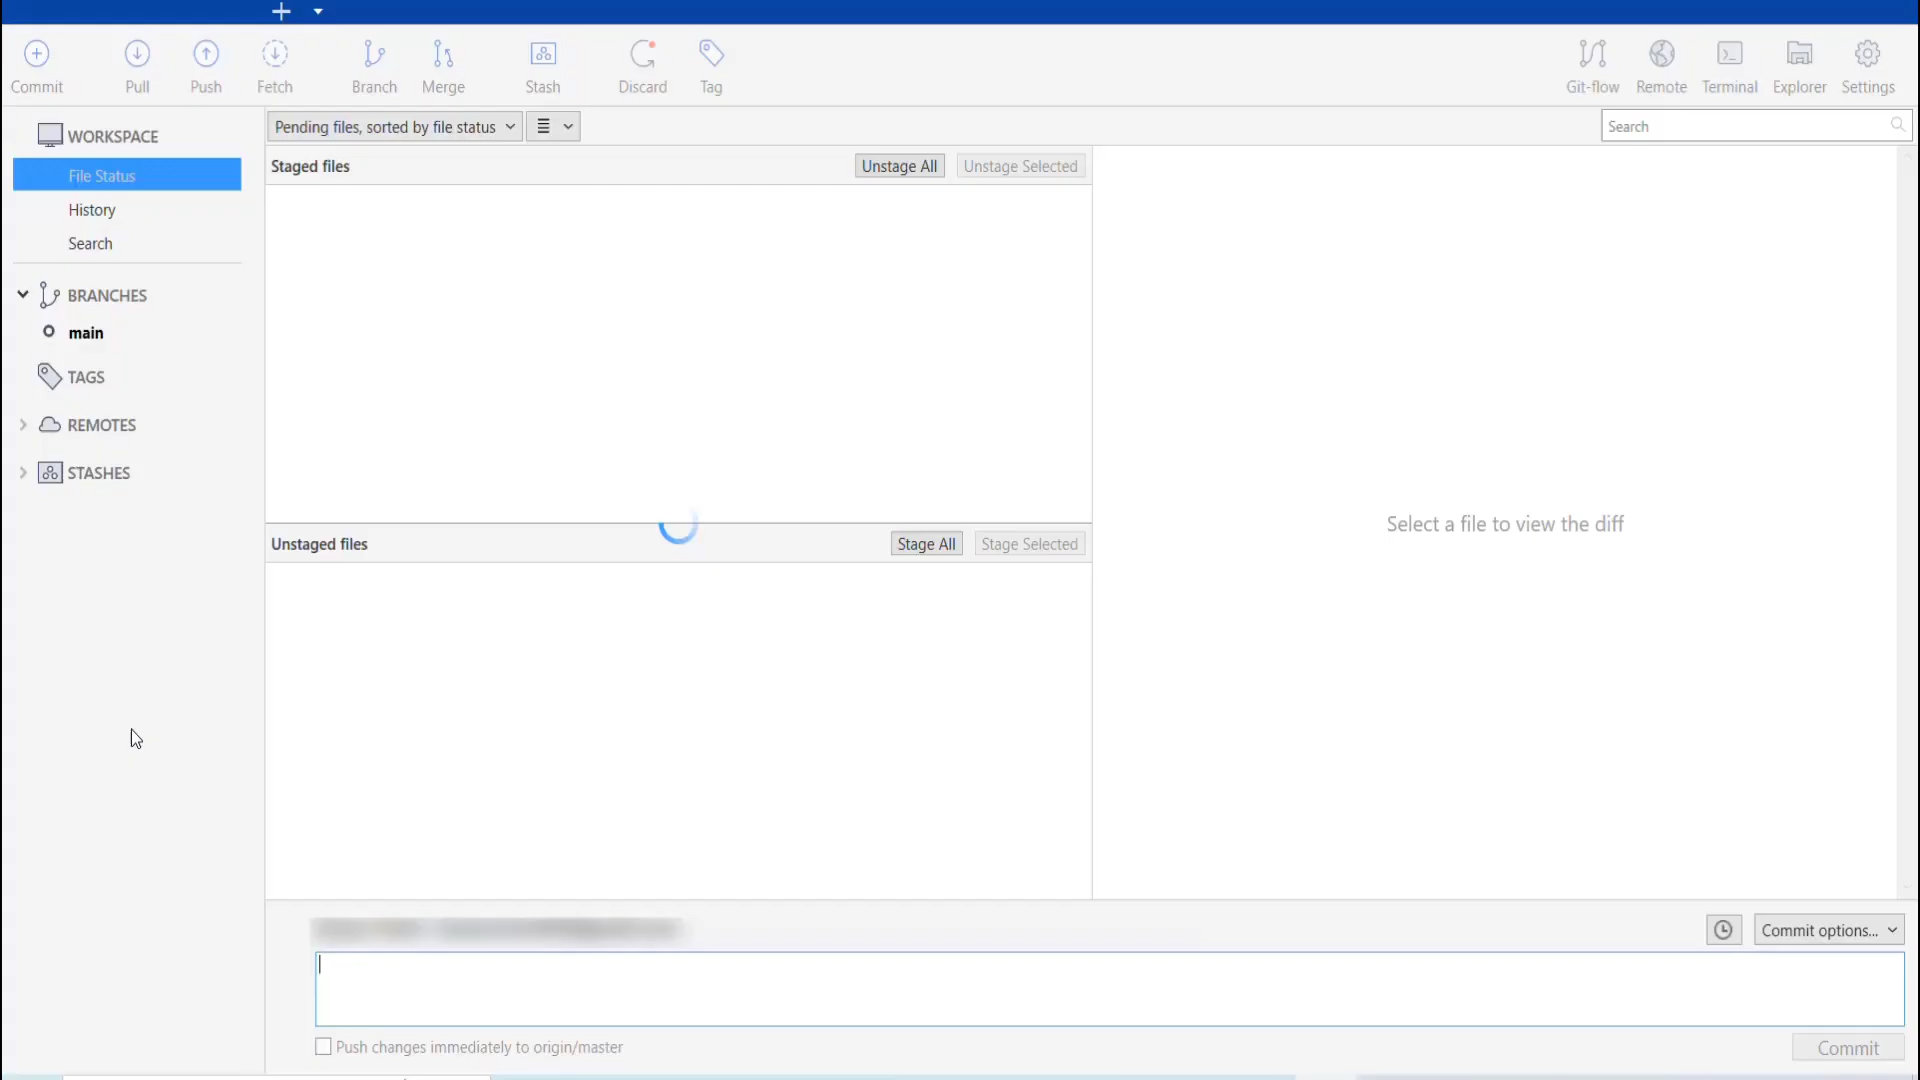 Commit
Pull
Push
Fetch
Branch
Merge
Stash
Discard
Tag
Git-flow
Remote
Terminal
Explorer
Settings
WORKSPACE
File Status
History
Search
BRANCHES
main
TAGS
REMOTES
STASHES
Pending files, sorted by file status
Search
Staged files
Unstage All
Unstage Selected
Unstaged files
Stage All
Stage Selected
Select a file to view the diff
Commit options...
Push changes immediately to origin/master
Commit